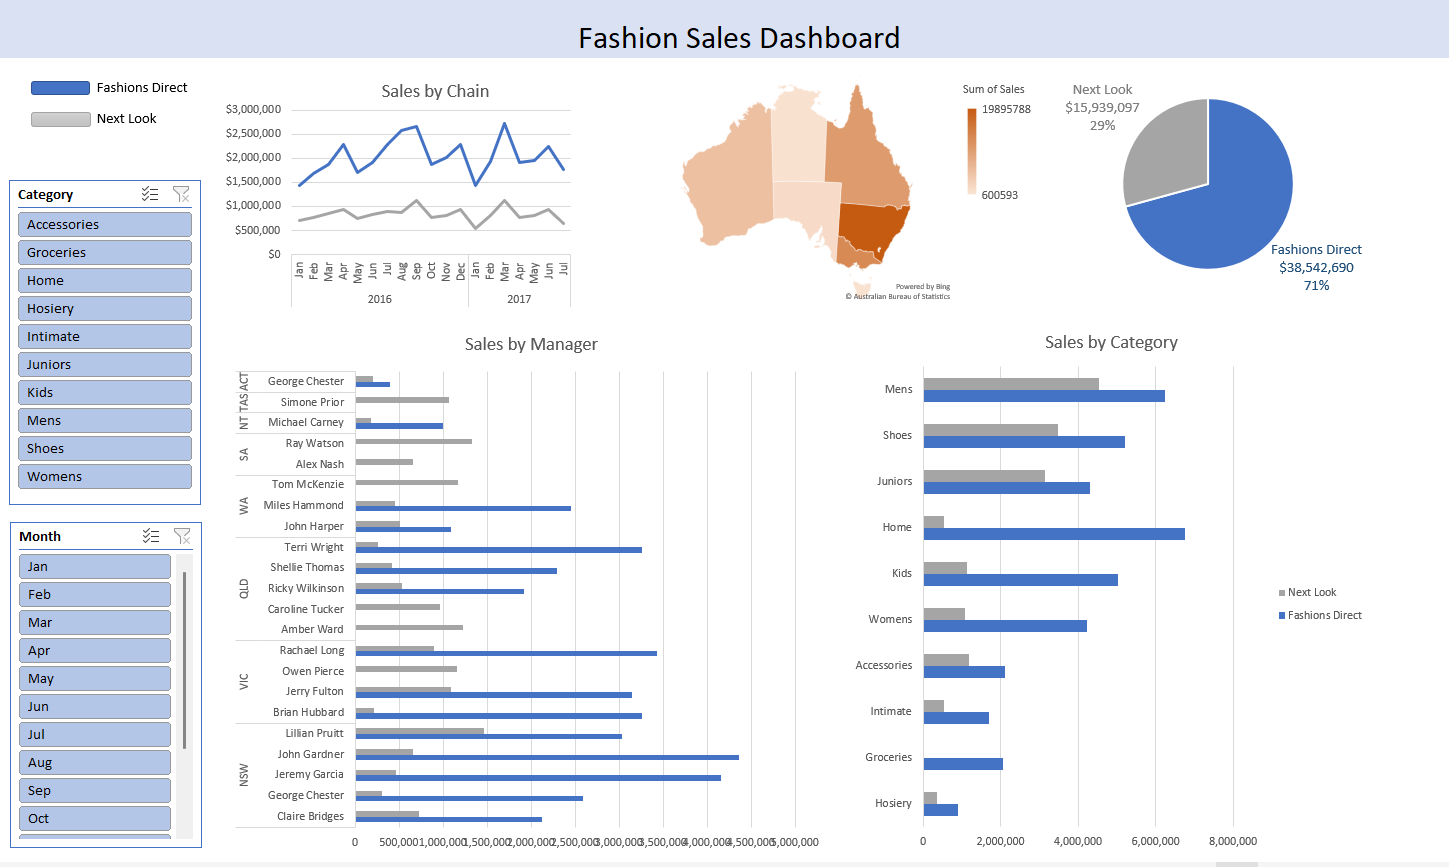 Fashion Sales Dashboard
Fashions Direct
Next Look
Category
Accessories
Groceries
Home
Hosiery
Intimate
Juniors
Kids
Mens
Shoes
Womens
Month
Jan
Feb
Mar
Apr
May
Jun
Jul
Aug
Sep
Oct
Sales by Chain
$3,000,000
$2,500,000
$2,000,000
$1,500,000
$1,000,000
$500,000
$0
Jan Feb Mar Apr May Jun Jul Aug Sep Oct Nov Dec Jan Feb Mar Apr May Jun Jul
2016 2017
Sum of Sales
19895788
600593
Powered by Bing
© Australian Bureau of Statistics
Next Look
$15,939,097
29%
Fashions Direct
$38,542,690
71%
Sales by Manager
ACT
George Chester
TAS
Simone Prior
NT
Michael Carney
SA
Ray Watson
Alex Nash
WA
Tom McKenzie
Miles Hammond
John Harper
QLD
Terri Wright
Shellie Thomas
Ricky Wilkinson
Caroline Tucker
Amber Ward
VIC
Rachael Long
Owen Pierce
Jerry Fulton
Brian Hubbard
NSW
Lillian Pruitt
John Gardner
Jeremy Garcia
George Chester
Claire Bridges
0 500,000 1,000,000 1,500,000 2,000,000 2,500,000 3,000,000 3,500,000 4,000,000 4,500,000 5,000,000
Sales by Category
Mens
Shoes
Juniors
Home
Kids
Womens
Accessories
Intimate
Groceries
Hosiery
0 2,000,000 4,000,000 6,000,000 8,000,000
Next Look
Fashions Direct